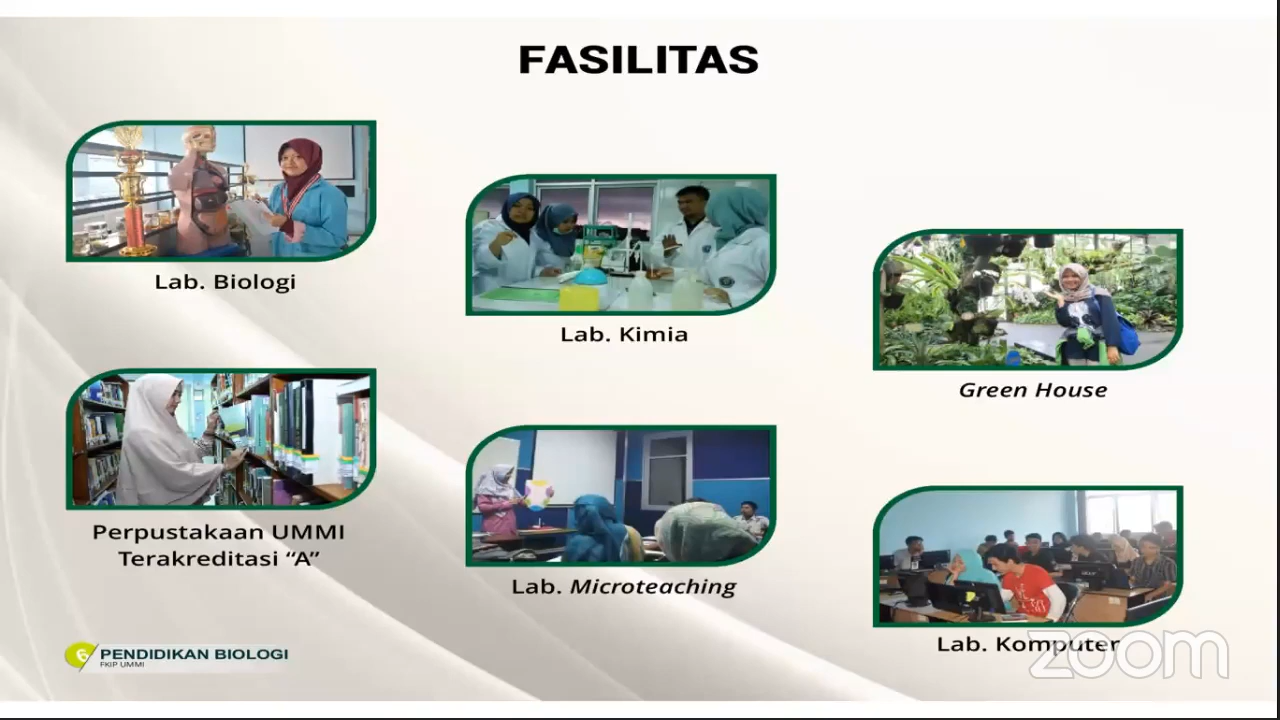 FASILITAS
Lab. Biologi
Lab. Kimia
Green House
Perpustakaan UMMI
Terakreditasi “A”
Lab. Microteaching
Lab. Komputer
6
PENDIDIKAN BIOLOGI
FKIP UMMI
zoom